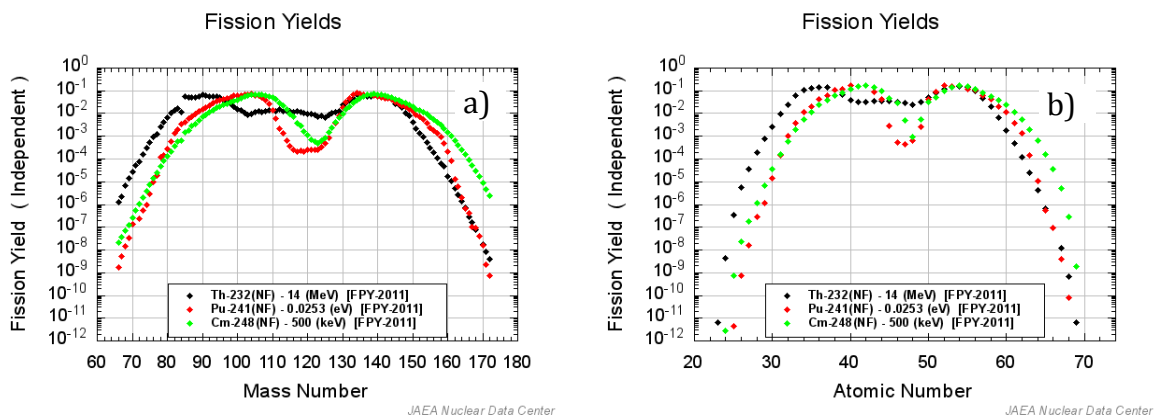 Fission Yields
10^0
10^-1
10^-2
10^-3
10^-4
10^-5
10^-6
10^-7
10^-8
10^-9
10^-10
10^-11
10^-12
Fission Yield ( Independent )
a)
Th-232(NF) - 14 (MeV) [FPY-2011]
Pu-241(NF) - 0.0253 (eV) [FPY-2011]
Cm-248(NF) - 500 (keV) [FPY-2011]
60 70 80 90 100 110 120 130 140 150 160 170 180
Mass Number
JAEA Nuclear Data Center
Fission Yields
10^0
10^-1
10^-2
10^-3
10^-4
10^-5
10^-6
10^-7
10^-8
10^-9
10^-10
10^-11
10^-12
Fission Yield ( Independent )
b)
Th-232(NF) - 14 (MeV) [FPY-2011]
Pu-241(NF) - 0.0253 (eV) [FPY-2011]
Cm-248(NF) - 500 (keV) [FPY-2011]
20 30 40 50 60 70
Atomic Number
JAEA Nuclear Data Center